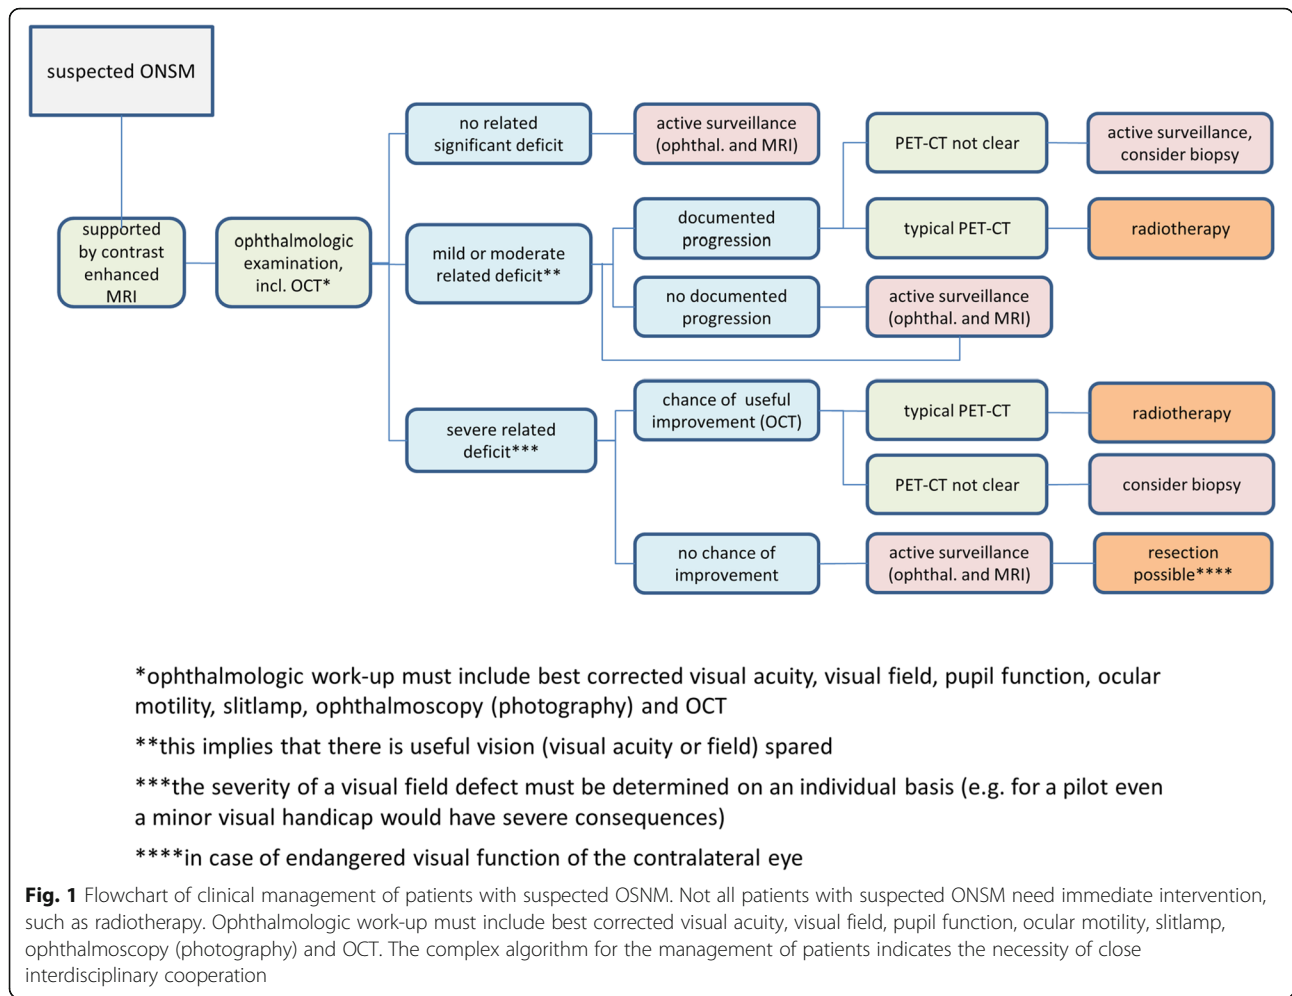 suspected ONSM
supported
by contrast
enhanced
MRI
ophthalmologic
examination,
incl. OCT*
no related
significant deficit
active surveillance
(ophthal. and MRI)
mild or moderate
related deficit**
documented
progression
PET-CT not clear
active surveillance,
consider biopsy
typical PET-CT
radiotherapy
no documented
progression
active surveillance
(ophthal. and MRI)
severe related
deficit***
chance of useful
improvement (OCT)
typical PET-CT
radiotherapy
PET-CT not clear
consider biopsy
no chance of
improvement
active surveillance
(ophthal. and MRI)
resection
possible****
*ophthalmologic work-up must include best corrected visual acuity, visual field, pupil function, ocular
motility, slitlamp, ophthalmoscopy (photography) and OCT
**this implies that there is useful vision (visual acuity or field) spared
***the severity of a visual field defect must be determined on an individual basis (e.g. for a pilot even
a minor visual handicap would have severe consequences)
****in case of endangered visual function of the contralateral eye
Fig. 1 Flowchart of clinical management of patients with suspected OSNM. Not all patients with suspected ONSM need immediate intervention,
such as radiotherapy. Ophthalmologic work-up must include best corrected visual acuity, visual field, pupil function, ocular motility, slitlamp,
ophthalmoscopy (photography) and OCT. The complex algorithm for the management of patients indicates the necessity of close
interdisciplinary cooperation